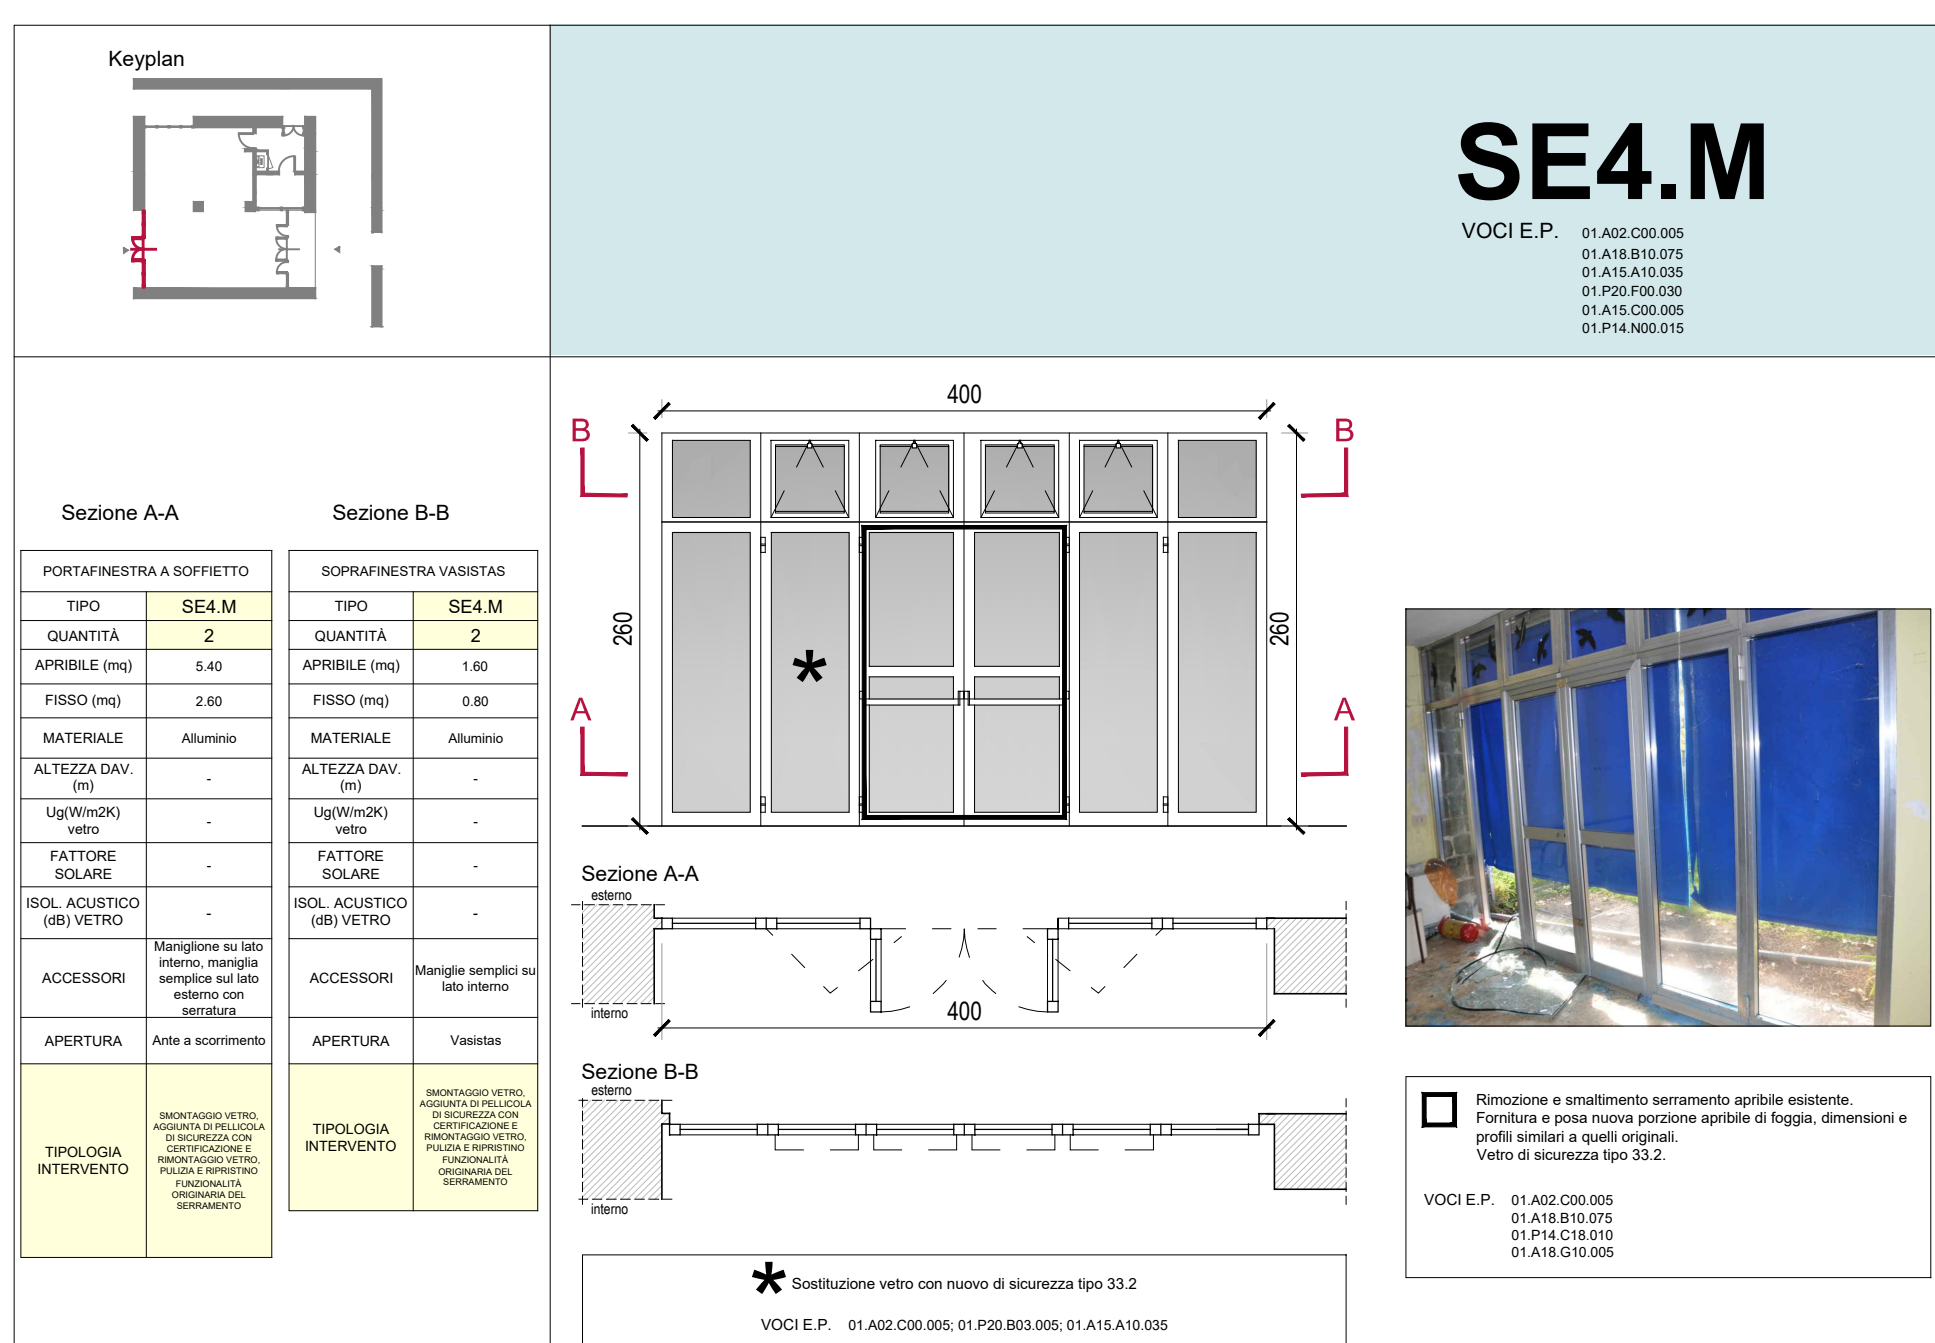 Keyplan
SE4.M
VOCI E.P.
01.A02.C00.005
01.A18.B10.075
01.A15.A10.035
01.P20.F00.030
01.A15.C00.005
01.P14.N00.015
Sezione A-A
PORTAFINESTRA A SOFFIETTO
TIPO SE4.M
QUANTITÀ 2
APRIBILE (mq) 5.40
FISSO (mq) 2.60
MATERIALE Alluminio
ALTEZZA DAV.
(m) -
Ug(W/m2K)
vetro -
FATTORE
SOLARE -
ISOL. ACUSTICO
(dB) VETRO -
ACCESSORI
Maniglione su lato
interno, maniglia
semplice sul lato
esterno con
serratura
APERTURA Ante a scorrimento
TIPOLOGIA
INTERVENTO
SMONTAGGIO VETRO,
AGGIUNTA DI PELLICOLA
DI SICUREZZA CON
CERTIFICAZIONE E
RIMONTAGGIO VETRO,
PULIZIA E RIPRISTINO
FUNZIONALITÀ
ORIGINARIA DEL
SERRAMENTO
Sezione B-B
SOPRAFINESTRA VASISTAS
TIPO SE4.M
QUANTITÀ 2
APRIBILE (mq) 1.60
FISSO (mq) 0.80
MATERIALE Alluminio
ALTEZZA DAV.
(m) -
Ug(W/m2K)
vetro -
FATTORE
SOLARE -
ISOL. ACUSTICO
(dB) VETRO -
ACCESSORI
Maniglie semplici su
lato interno
APERTURA Vasistas
TIPOLOGIA
INTERVENTO
SMONTAGGIO VETRO,
AGGIUNTA DI PELLICOLA
DI SICUREZZA CON
CERTIFICAZIONE E
RIMONTAGGIO VETRO,
PULIZIA E RIPRISTINO
FUNZIONALITÀ
ORIGINARIA DEL
SERRAMENTO
400
B B
260 260
*
A A
Sezione A-A
esterno
interno
400
Sezione B-B
esterno
interno
* Sostituzione vetro con nuovo di sicurezza tipo 33.2
VOCI E.P. 01.A02.C00.005; 01.P20.B03.005; 01.A15.A10.035
Rimozione e smaltimento serramento apribile esistente.
Fornitura e posa nuova porzione apribile di foggia, dimensioni e
profili similari a quelli originali.
Vetro di sicurezza tipo 33.2.
VOCI E.P. 01.A02.C00.005
01.A18.B10.075
01.P14.C18.010
01.A18.G10.005